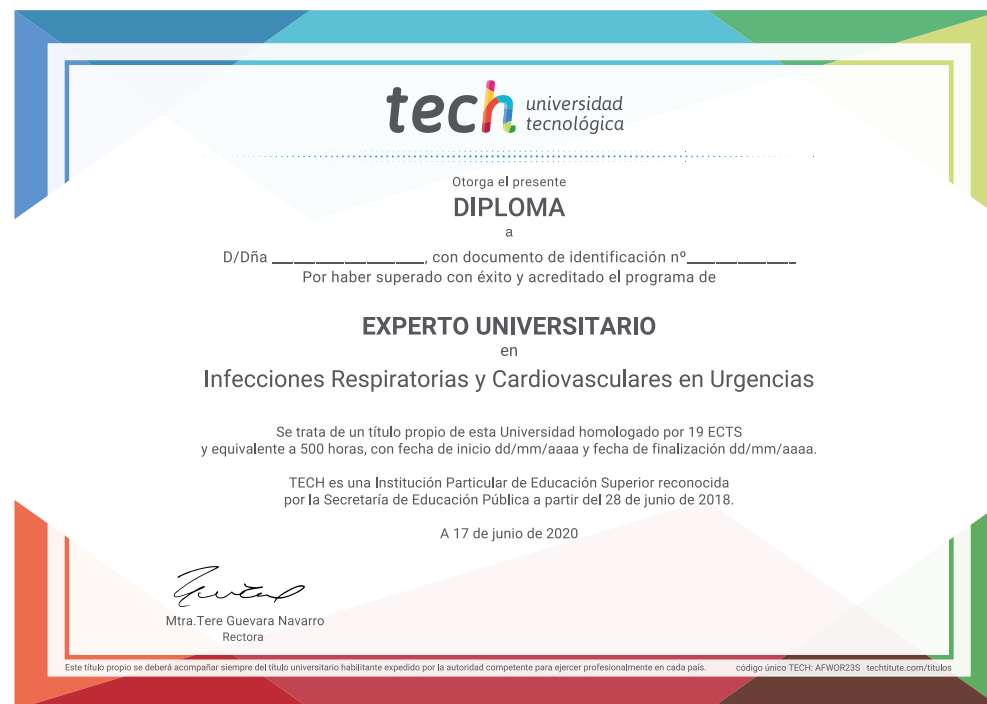 tech universidad
tecnológica
Otorga el presente
DIPLOMA
a
D/Dña ________________, con documento de identificación nº____________
Por haber superado con éxito y acreditado el programa de
EXPERTO UNIVERSITARIO
en
Infecciones Respiratorias y Cardiovasculares en Urgencias
Se trata de un título propio de esta Universidad homologado por 19 ECTS
y equivalente a 500 horas, con fecha de inicio dd/mm/aaaa y fecha de finalización dd/mm/aaaa.
TECH es una Institución Particular de Educación Superior reconocida
por la Secretaría de Educación Pública a partir del 28 de junio de 2018.
A 17 de junio de 2020
Mtra.Tere Guevara Navarro
Rectora
Este título propio se deberá acompañar siempre del título universitario habilitante expedido por la autoridad competente para ejercer profesionalmente en cada país. código único TECH: AFWOR23S techtitute.com/titulos